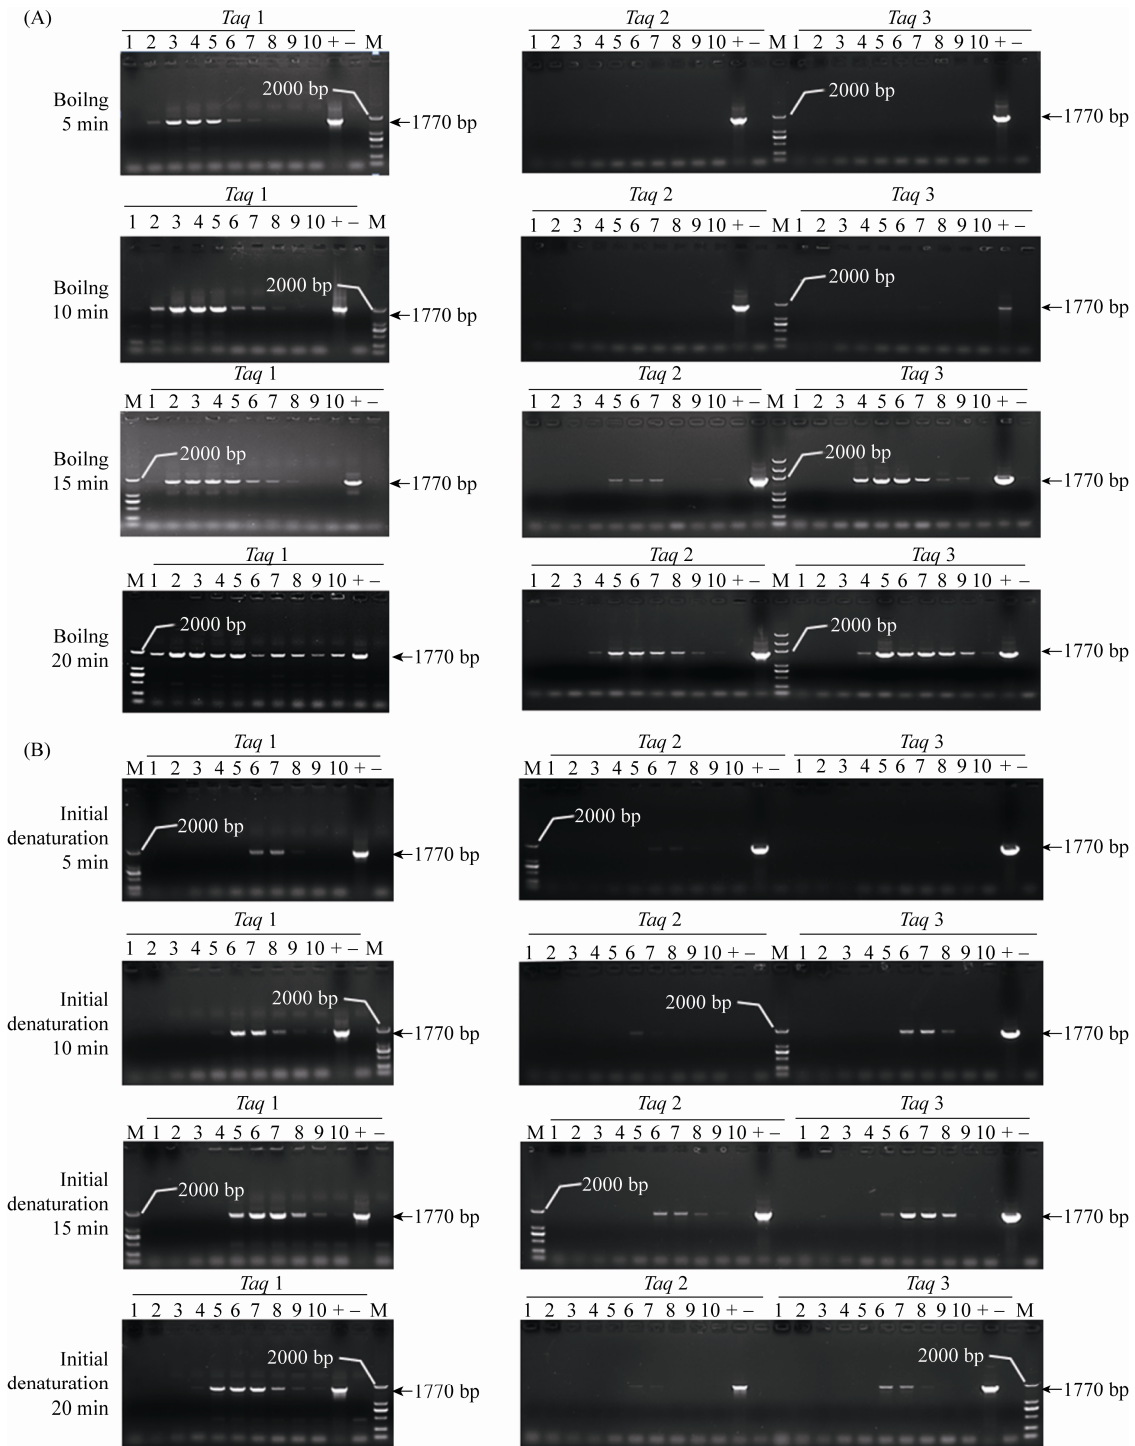 (A)
Taq 1
Taq 2
Taq 3
1 2 3 4 5 6 7 8 9 10 + – M
1 2 3 4 5 6 7 8 9 10 + – M 1 2 3 4 5 6 7 8 9 10 + –
Boilng
5 min
2000 bp
1770 bp
2000 bp
1770 bp
Taq 1
Taq 2
Taq 3
1 2 3 4 5 6 7 8 9 10 + – M
1 2 3 4 5 6 7 8 9 10 + – M 1 2 3 4 5 6 7 8 9 10 + –
Boilng
10 min
2000 bp
1770 bp
2000 bp
1770 bp
Taq 1
Taq 2
Taq 3
M 1 2 3 4 5 6 7 8 9 10 + –
1 2 3 4 5 6 7 8 9 10 + – M 1 2 3 4 5 6 7 8 9 10 + –
Boilng
15 min
2000 bp
1770 bp
2000 bp
1770 bp
Taq 1
Taq 2
Taq 3
M 1 2 3 4 5 6 7 8 9 10 + –
1 2 3 4 5 6 7 8 9 10 + – M 1 2 3 4 5 6 7 8 9 10 + –
Boilng
20 min
2000 bp
1770 bp
2000 bp
1770 bp
(B)
Taq 1
Taq 2
Taq 3
M 1 2 3 4 5 6 7 8 9 10 + –
M 1 2 3 4 5 6 7 8 9 10 + – 1 2 3 4 5 6 7 8 9 10 + –
Initial
denaturation
5 min
2000 bp
1770 bp
2000 bp
1770 bp
Taq 1
Taq 2
Taq 3
1 2 3 4 5 6 7 8 9 10 + – M
1 2 3 4 5 6 7 8 9 10 + – M 1 2 3 4 5 6 7 8 9 10 + –
Initial
denaturation
10 min
2000 bp
1770 bp
2000 bp
1770 bp
Taq 1
Taq 2
Taq 3
M 1 2 3 4 5 6 7 8 9 10 + –
M 1 2 3 4 5 6 7 8 9 10 + – 1 2 3 4 5 6 7 8 9 10 + –
Initial
denaturation
15 min
2000 bp
1770 bp
2000 bp
1770 bp
Taq 1
Taq 2
Taq 3
1 2 3 4 5 6 7 8 9 10 + – M
1 2 3 4 5 6 7 8 9 10 + – 1 2 3 4 5 6 7 8 9 10 + – M
Initial
denaturation
20 min
2000 bp
1770 bp
2000 bp
1770 bp